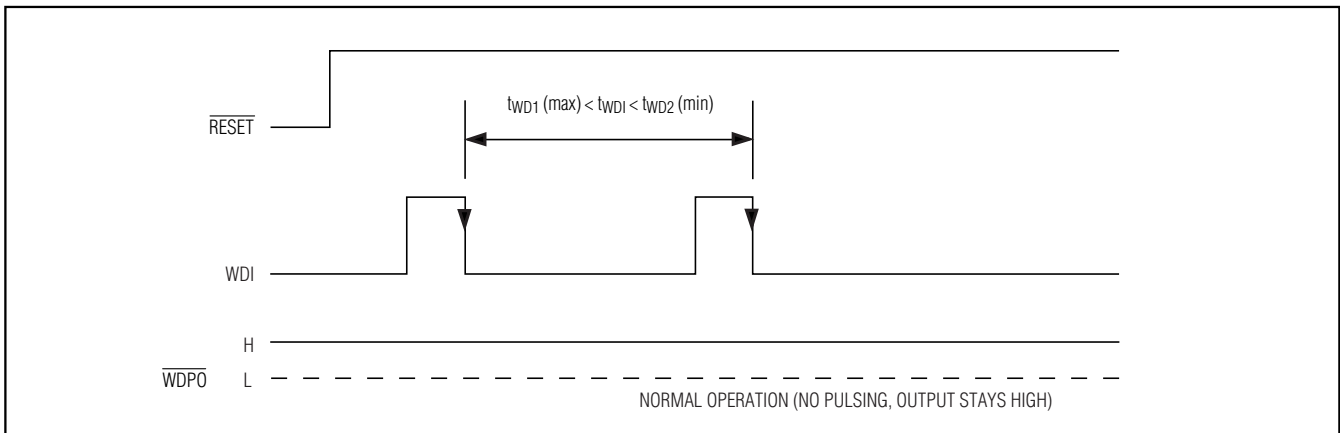 tWD1 (max) < tWDI < tWD2 (min)
RESET
WDI
H
WDPO L
NORMAL OPERATION (NO PULSING, OUTPUT STAYS HIGH)